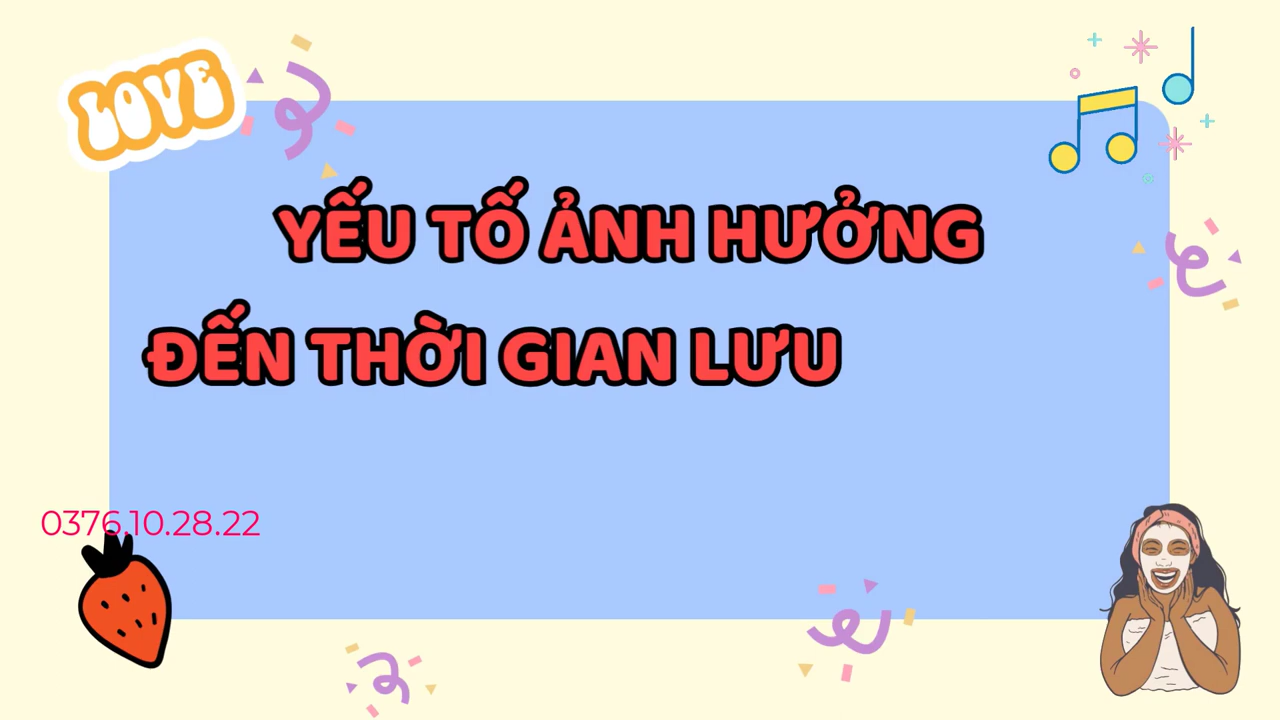 LOVE
YẾU TỐ ẢNH HƯỞNG
ĐẾN THỜI GIAN LƯU
0376.10.28.22